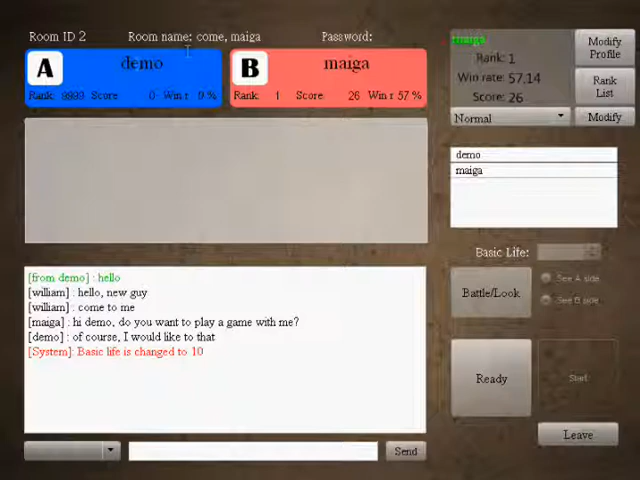 Room ID 2 Room name: come, maiga Password:
A demo
Rank: 9999 Score: 0 Win r 0 %
B maiga
Rank: 1 Score: 26 Win r 57 %
maiga
Rank: 1
Win rate: 57.14
Score: 26
Normal
Modify Profile
Rank List
Modify
demo
maiga
Basic Life:
Battle/Look
See A side
See B side
Ready
Start
Leave
[from demo] : hello
[william] : hello, new guy
[william] : come to me
[maiga] : hi demo, do you want to play a game with me?
[demo] : of course, I would like to that
[System]: Basic life is changed to 10
Send